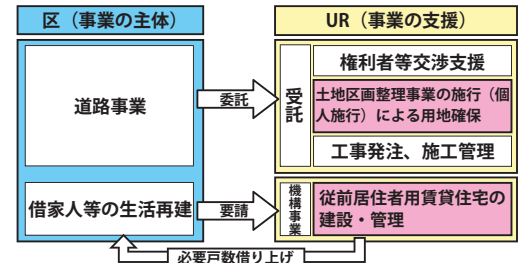 区（事業の主体）
UR（事業の支援）
道路事業
委託
受託
権利者等交渉支援
土地区画整理事業の施行（個
人施行）による用地確保
工事発注、施工管理
借家人等の生活再建
要請
機構事業
従前居住者用賃貸住宅の
建設・管理
必要戸数借り上げ